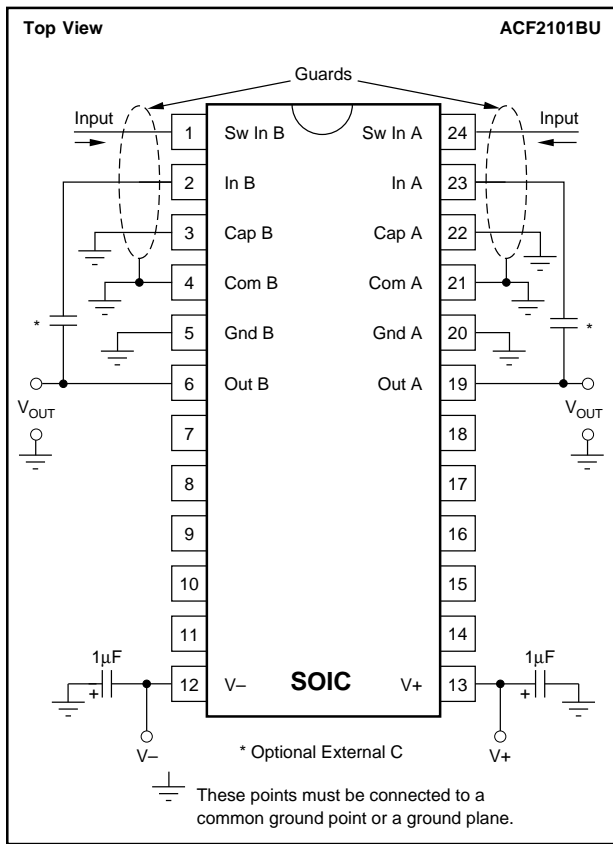 Top View ACF2101BU
Guards
Input Input
1 Sw In B Sw In A 24
2 In B In A 23
3 Cap B Cap A 22
4 Com B Com A 21
* 5 Gnd B Gnd A 20 *
6 Out B Out A 19
VOUT VOUT
7 18
8 17
9 16
10 15
11 14
1µF 1µF
12 V– SOIC V+ 13
+ +
V– V+
* Optional External C
These points must be connected to a
common ground point or a ground plane.